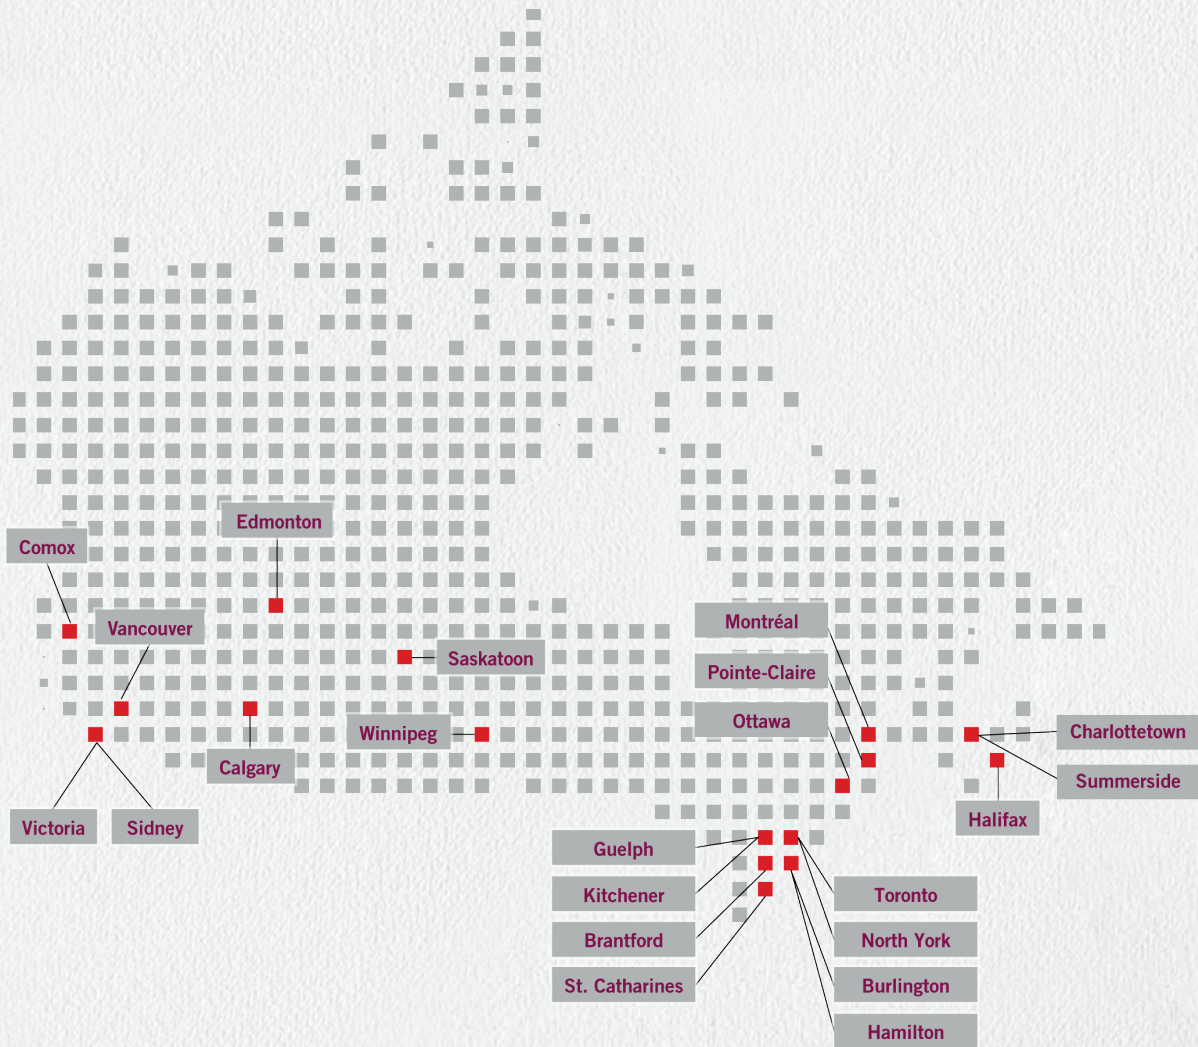 Edmonton
Comox
Vancouver
Montréal
Saskatoon
Pointe-Claire
Ottawa
Winnipeg
Charlottetown
Calgary
Summerside
Halifax
Victoria
Sidney
Guelph
Kitchener
Toronto
Brantford
North York
St. Catharines
Burlington
Hamilton